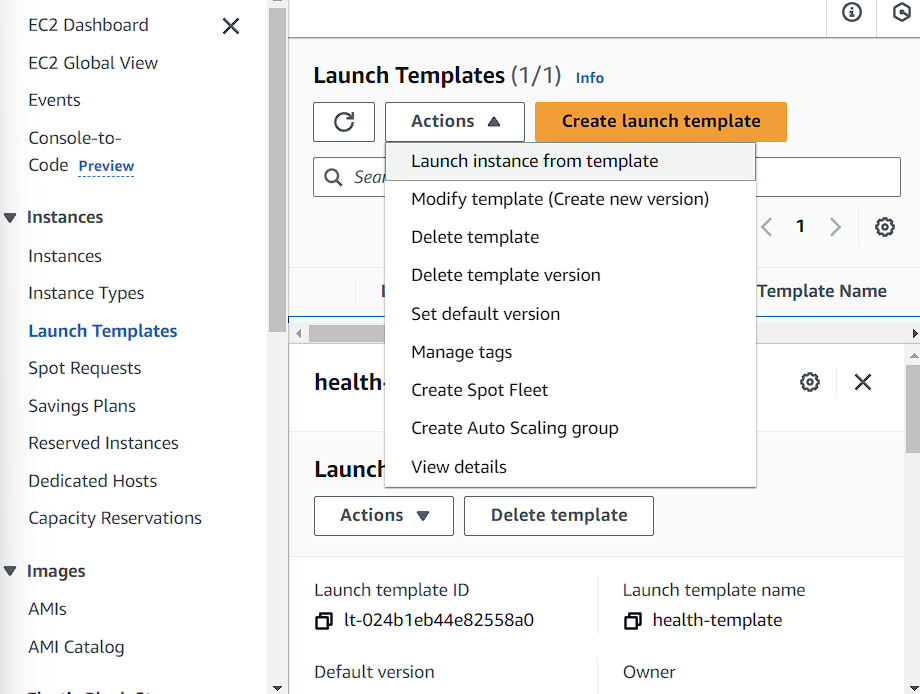 EC2 Dashboard
EC2 Global View
Events
Console-to-
Code Preview
Instances
Instances
Instance Types
Launch Templates
Spot Requests
Savings Plans
Reserved Instances
Dedicated Hosts
Capacity Reservations
Images
AMIs
AMI Catalog
Launch Templates (1/1) Info
Actions
Create launch template
Launch instance from template
Modify template (Create new version)
Delete template
Delete template version
Set default version
Manage tags
Create Spot Fleet
Create Auto Scaling group
View details
1
Template Name
health-
Launch
Actions
Delete template
Launch template ID
lt-024b1eb44e82558a0
Launch template name
health-template
Default version
Owner